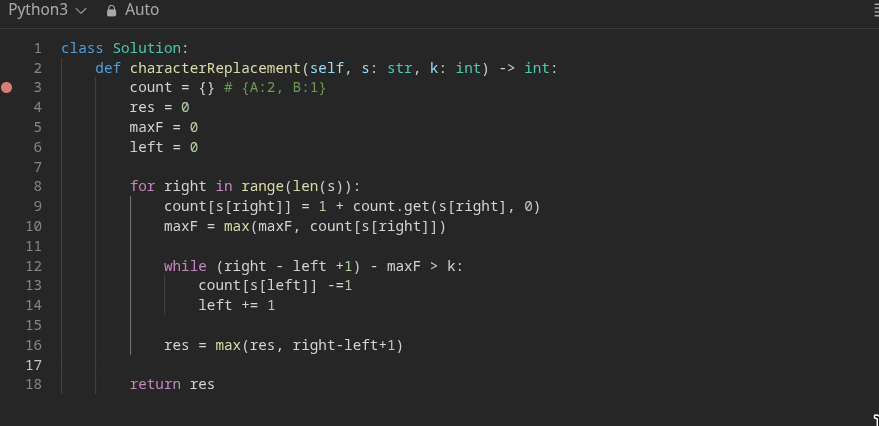 Python3 Auto
1 class Solution:
2     def characterReplacement(self, s: str, k: int) -> int:
3         count = {} # {A:2, B:1}
4         res = 0
5         maxF = 0
6         left = 0
7
8         for right in range(len(s)):
9             count[s[right]] = 1 + count.get(s[right], 0)
10             maxF = max(maxF, count[s[right]])
11
12             while (right - left +1) - maxF > k:
13                 count[s[left]] -=1
14                 left += 1
15
16             res = max(res, right-left+1)
17
18         return res